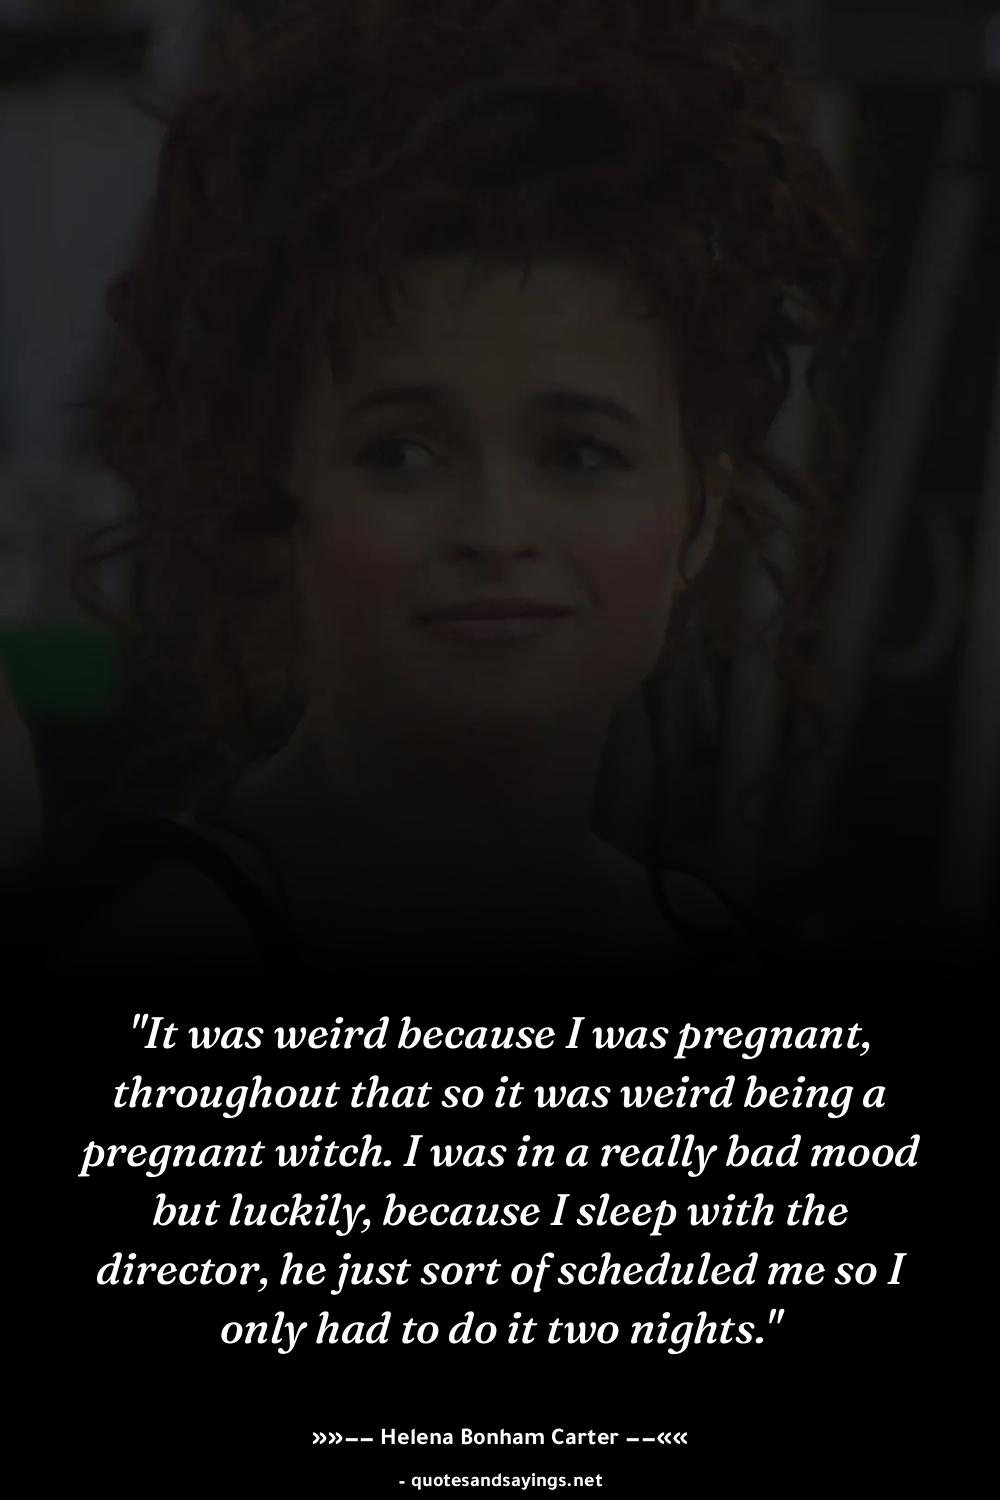 "It was weird because I was pregnant,
throughout that so it was weird being a
pregnant witch. I was in a really bad mood
but luckily, because I sleep with the
director, he just sort of scheduled me so I
only had to do it two nights."
»»–– Helena Bonham Carter ––««
- quotesandsayings.net